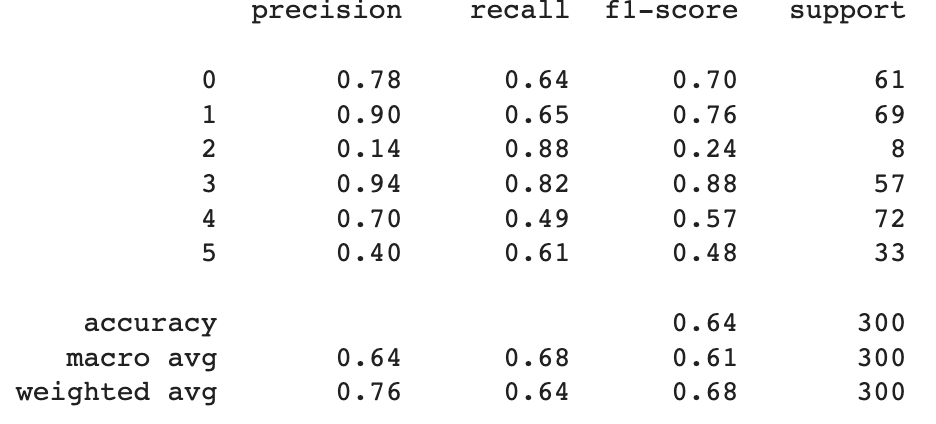 precision recall f1-score support
0 0.78 0.64 0.70 61
1 0.90 0.65 0.76 69
2 0.14 0.88 0.24 8
3 0.94 0.82 0.88 57
4 0.70 0.49 0.57 72
5 0.40 0.61 0.48 33
accuracy 0.64 300
macro avg 0.64 0.68 0.61 300
weighted avg 0.76 0.64 0.68 300